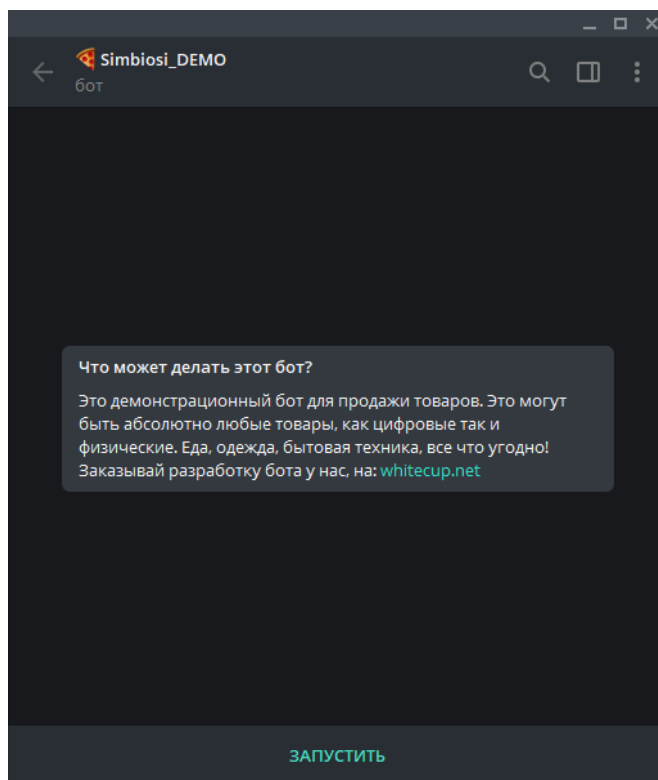 Simbiosi_DEMO
бот
Что может делать этот бот?
Это демонстрационный бот для продажи товаров. Это могут
быть абсолютно любые товары, как цифровые так и
физические. Еда, одежда, бытовая техника, все что угодно!
Заказывай разработку бота у нас, на: whitecup.net
ЗАПУСТИТЬ